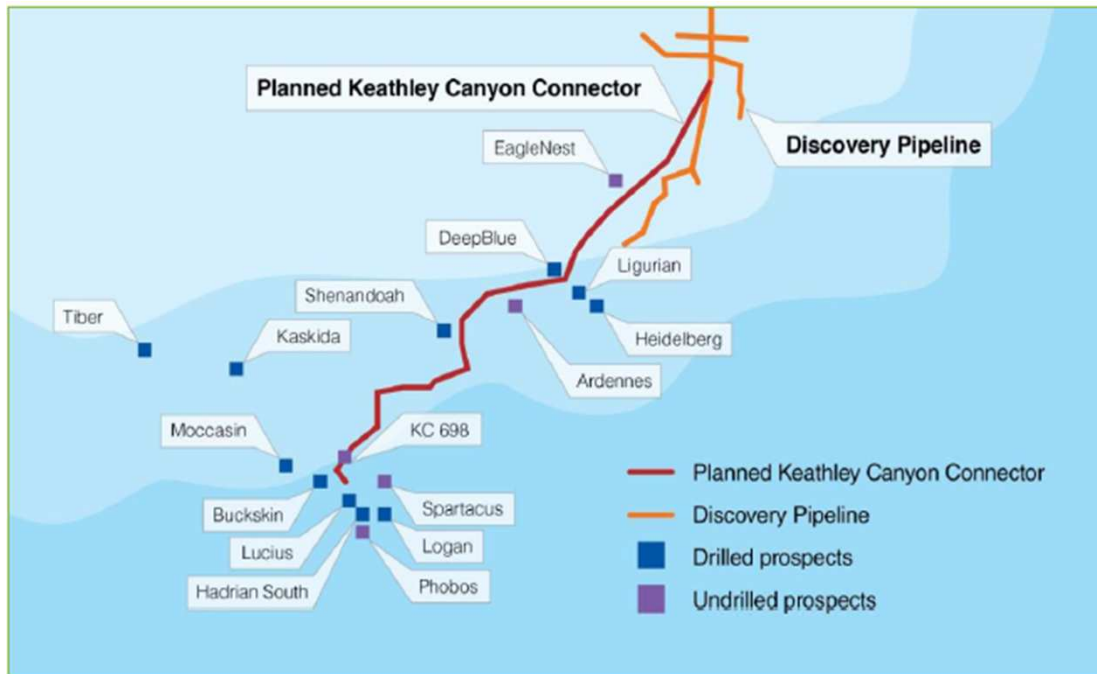 Planned Keathley Canyon Connector
Discovery Pipeline
EagleNest
DeepBlue
Ligurian
Shenandoah
Tiber
Kaskida
Heidelberg
Ardennes
Moccasin
KC 698
Buckskin
Spartacus
Lucius
Logan
Hadrian South
Phobos
Planned Keathley Canyon Connector
Discovery Pipeline
Drilled prospects
Undrilled prospects